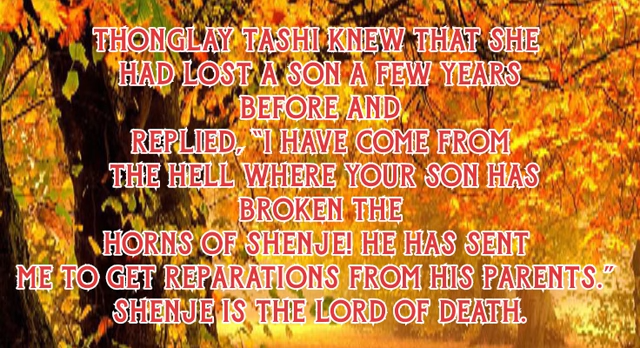 THONGLAY TASHI KNEW THAT SHE
HAD LOST A SON A FEW YEARS
BEFORE AND
REPLIED, “I HAVE COME FROM
THE HELL WHERE YOUR SON HAS
BROKEN THE
HORNS OF SHENJE! HE HAS SENT
ME TO GET REPARATIONS FROM HIS PARENTS.”
SHENJE IS THE LORD OF DEATH.